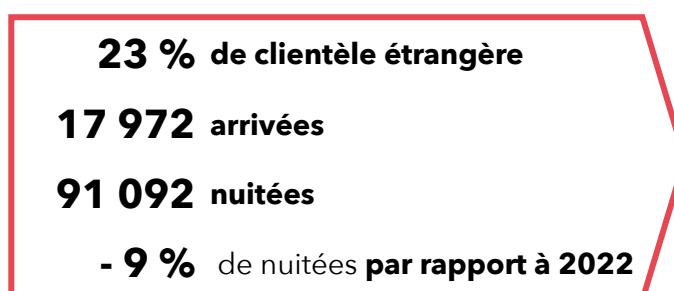 23 % de clientèle étrangère
17 972 arrivées
91 092 nuitées
- 9 % de nuitées par rapport à 2022